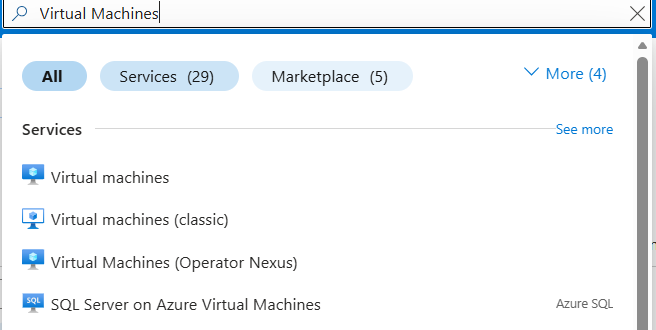 Virtual Machines
All Services (29) Marketplace (5) More (4)
Services See more
Virtual machines
Virtual machines (classic)
Virtual Machines (Operator Nexus)
SQL SQL Server on Azure Virtual Machines Azure SQL